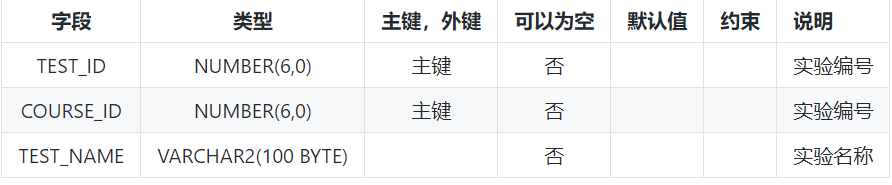 字段 类型 主键，外键 可以为空 默认值 约束 说明
TEST_ID NUMBER(6,0) 主键 否 实验编号
COURSE_ID NUMBER(6,0) 主键 否 实验编号
TEST_NAME VARCHAR2(100 BYTE) 否 实验名称